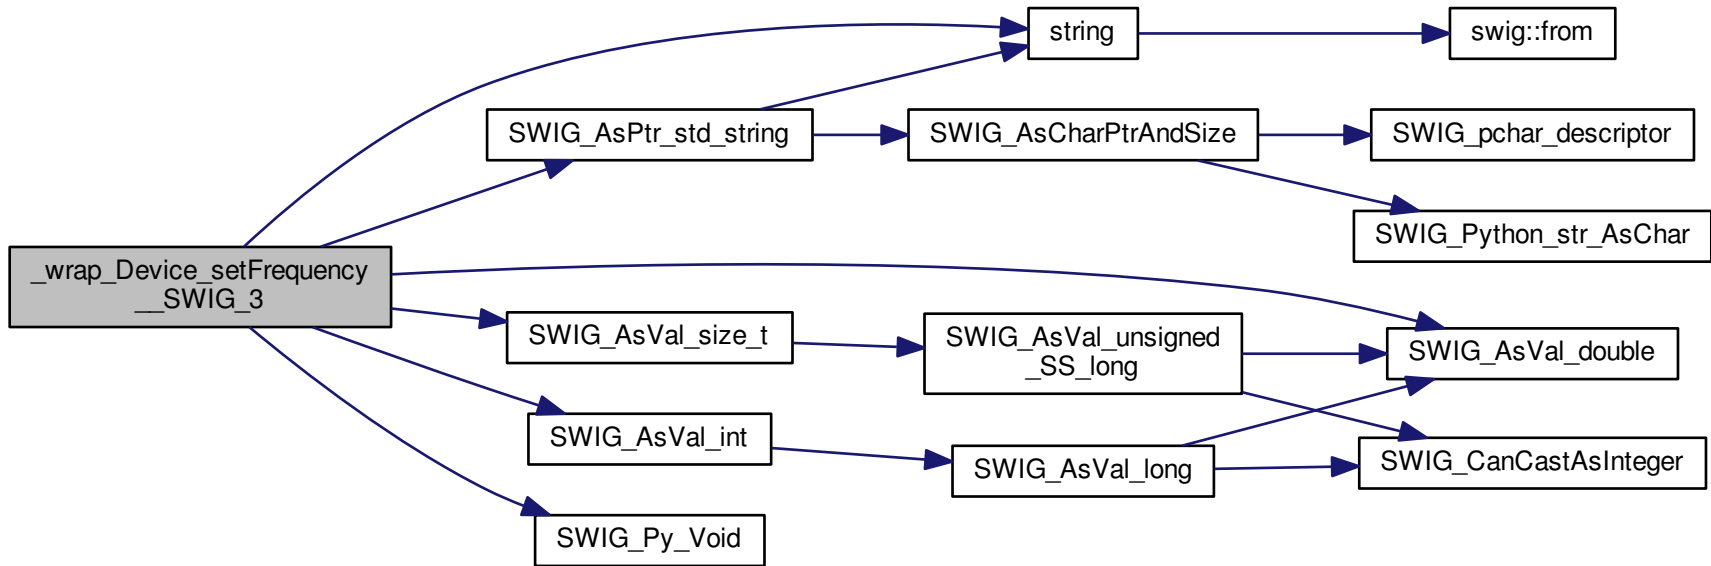 string
swig::from
SWIG_AsPtr_std_string
SWIG_AsCharPtrAndSize
SWIG_pchar_descriptor
SWIG_Python_str_AsChar
_wrap_Device_setFrequency
__SWIG_3
SWIG_AsVal_size_t
SWIG_AsVal_unsigned
_SS_long
SWIG_AsVal_double
SWIG_AsVal_int
SWIG_AsVal_long
SWIG_CanCastAsInteger
SWIG_Py_Void